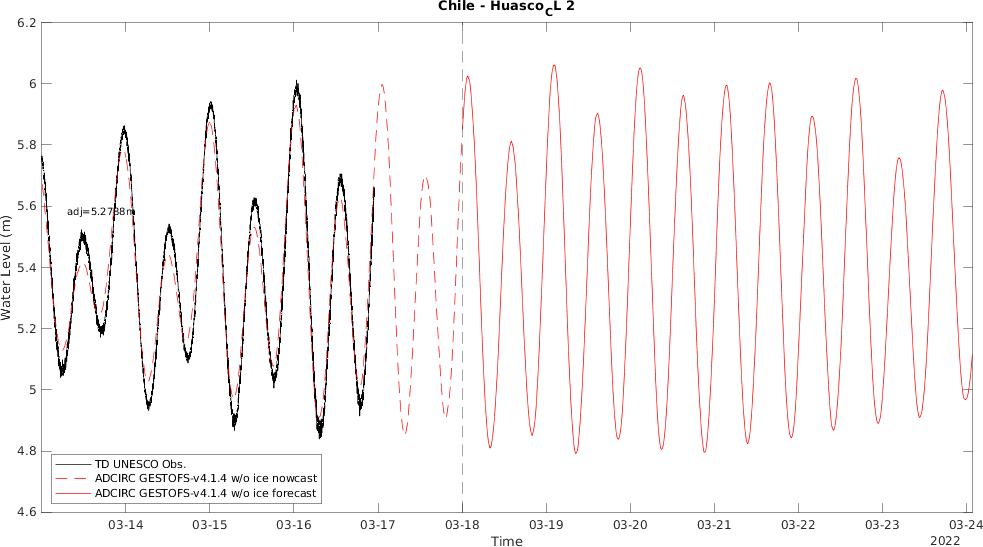 Chile - Huasco_CL 2
6.2
6
5.8
5.6
5.4
5.2
5
4.8
4.6
Water Level (m)
adj=5.2788m
TD UNESCO Obs.
ADCIRC GESTOFS-v4.1.4 w/o ice nowcast
ADCIRC GESTOFS-v4.1.4 w/o ice forecast
03-14 03-15 03-16 03-17 03-18 03-19 03-20 03-21 03-22 03-23 03-24
Time
2022